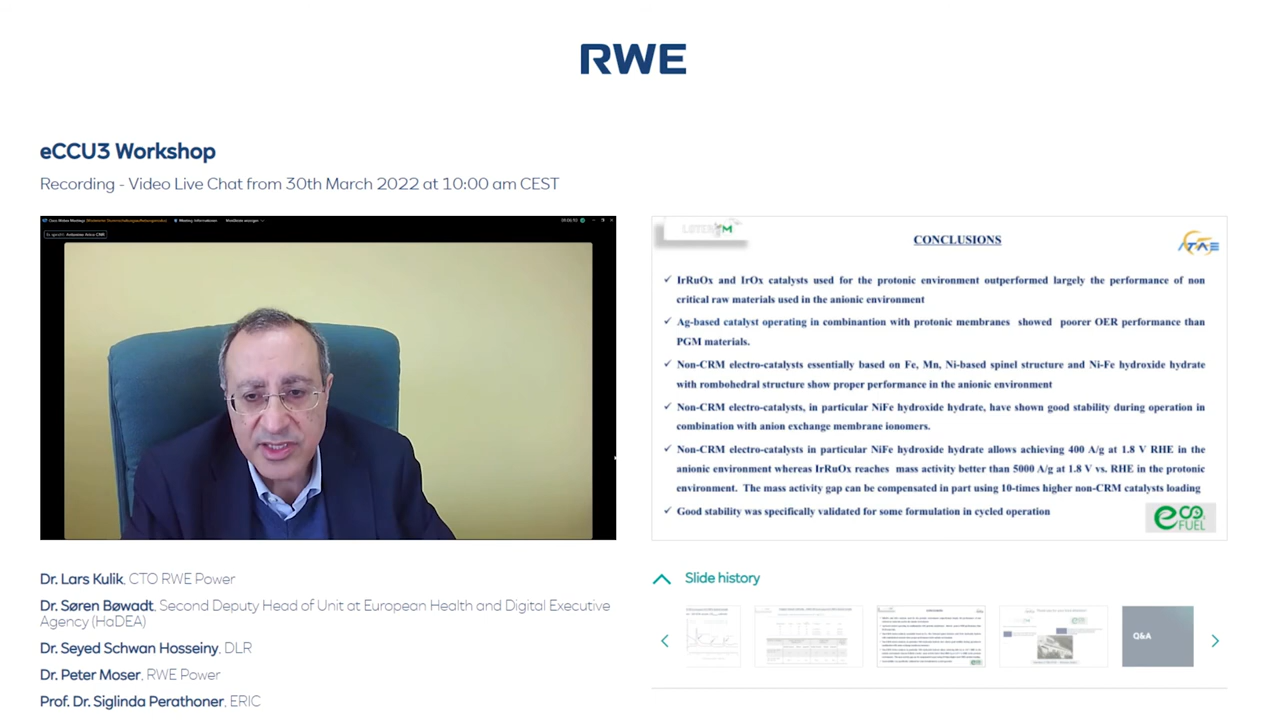 RWE
eCCU3 Workshop
Recording - Video Live Chat from 30th March 2022 at 10:00 am CEST
CONCLUSIONS
✓ IrRuOx and IrOx catalysts used for the protonic environment outperformed largely the performance of non
critical raw materials used in the anionic environment
✓ Ag-based catalyst operating in combinantion with protonic membranes showed poorer OER performance than
PGM materials.
✓ Non-CRM electro-catalysts essentially based on Fe, Mn, Ni-based spinel structure and Ni-Fe hydroxide hydrate
with rombohedral structure show proper performance in the anionic environment
✓ Non-CRM electro-catalysts, in particular NiFe hydroxide hydrate, have shown good stability during operation in
combination with anion exchange membrane ionomers.
✓ Non-CRM electro-catalysts in particular NiFe hydroxide hydrate allows achieving 400 A/g at 1.8 V RHE in the
anionic environment whereas IrRuOx reaches mass activity better than 5000 A/g at 1.8 V vs. RHE in the protonic
environment. The mass activity gap can be compensated in part using 10-times higher non-CRM catalysts loading
✓ Good stability was specifically validated for some formulation in cycled operation
eCO
FUEL
Dr. Lars Kulik, CTO RWE Power
Dr. Søren Bøwadt, Second Deputy Head of Unit at European Health and Digital Executive
Agency (HaDEA)
Dr. Seyed Schwan Hosseiny, DLR
Dr. Peter Moser, RWE Power
Prof. Dr. Siglinda Perathoner, ERIC
Slide history
CONCLUSIONS
Q&A